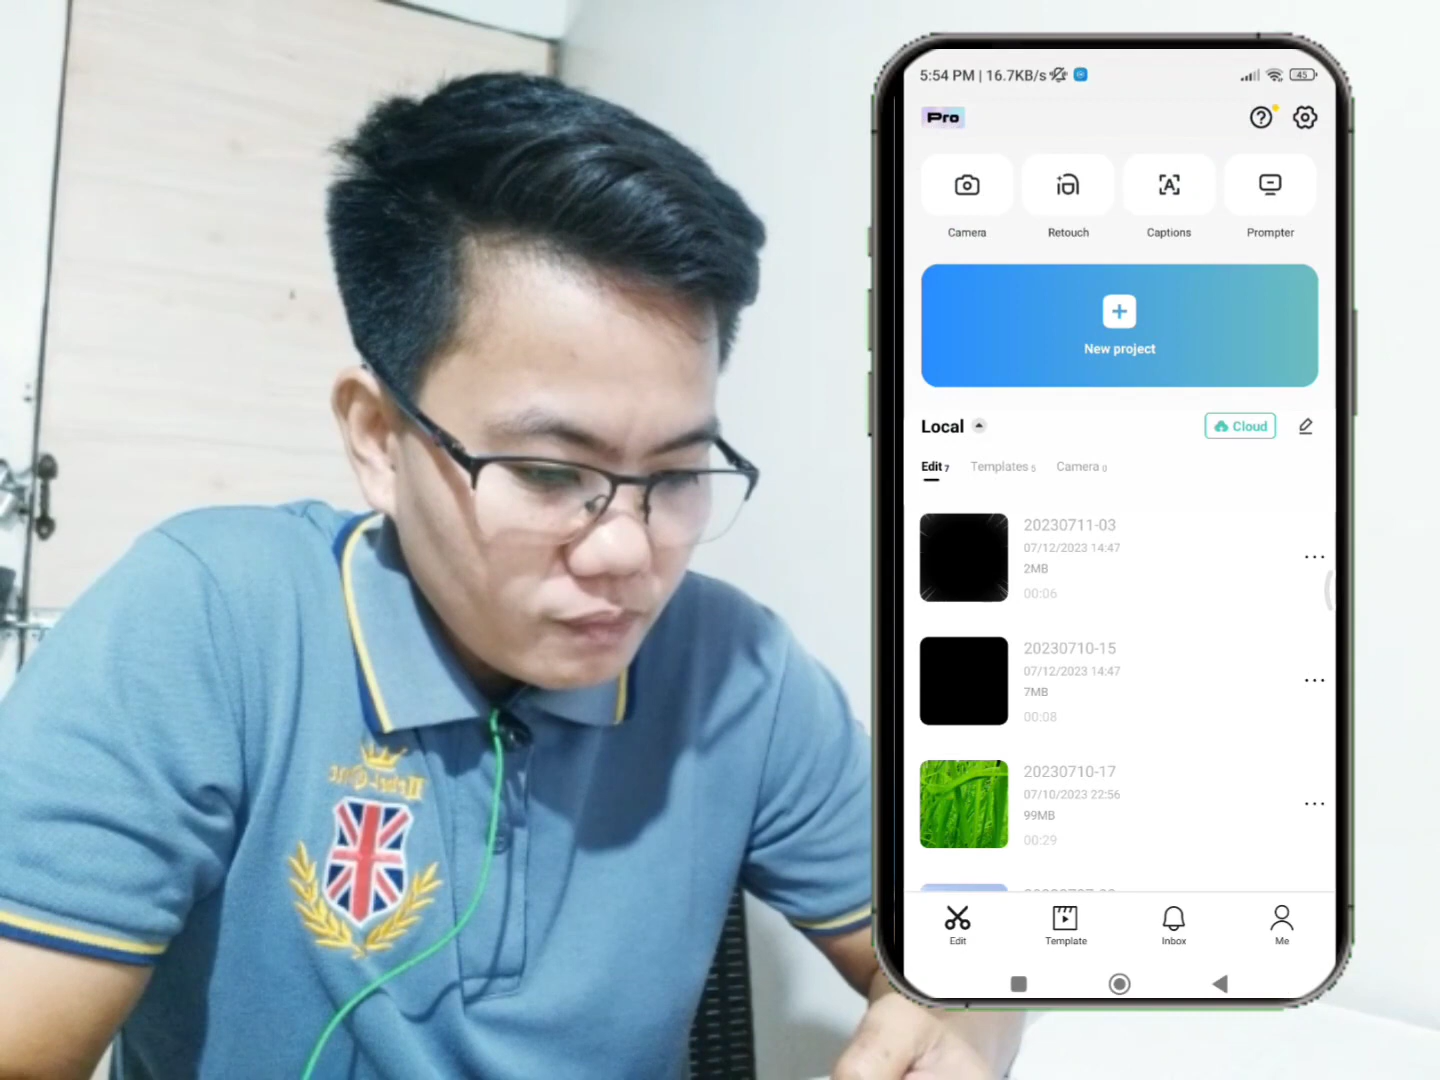 5:54 PM | 16.7KB/s
45
Pro
Camera
Retouch
Captions
Prompter
New project
Local
Cloud
Edit 7
Templates 5
Camera 0
20230711-03
07/12/2023 14:47
2MB
00:06
20230710-15
07/12/2023 14:47
7MB
00:08
20230710-17
07/10/2023 22:56
99MB
00:29
Edit
Template
Inbox
Me